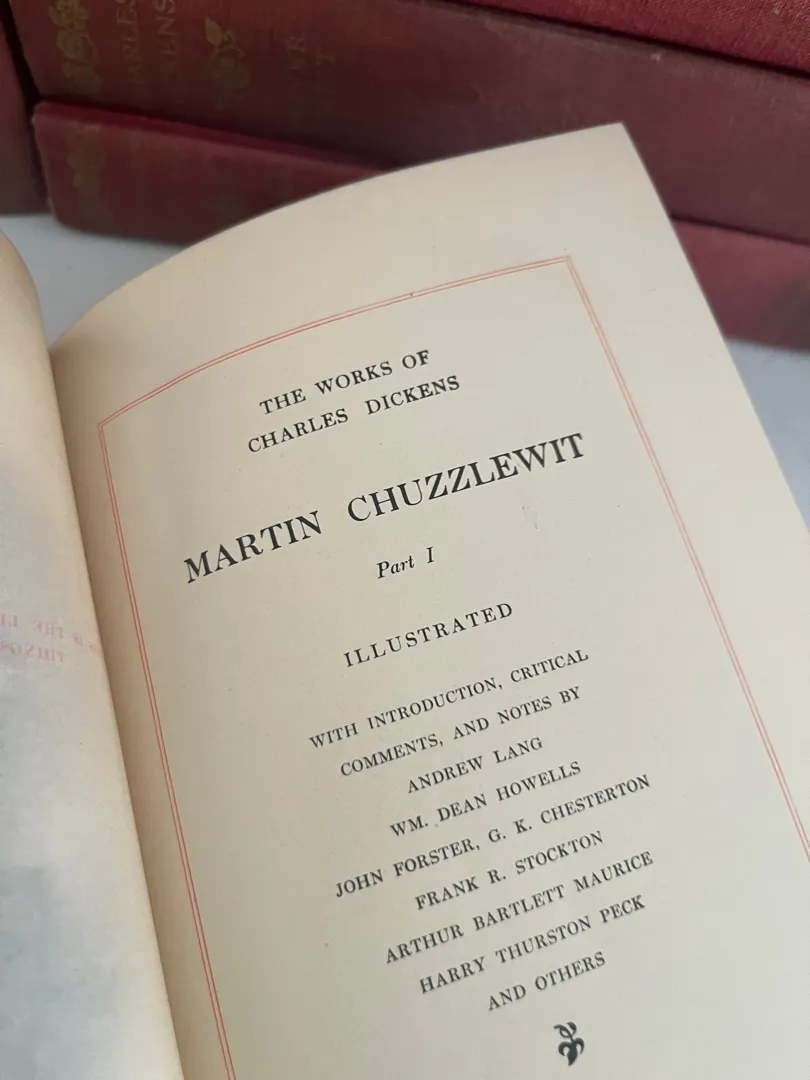 THE WORKS OF
CHARLES DICKENS
MARTIN CHUZZLEWIT
Part I
ILLUSTRATED
WITH INTRODUCTION, CRITICAL
COMMENTS, AND NOTES BY
ANDREW LANG
WM. DEAN HOWELLS
JOHN FORSTER, G. K. CHESTERTON
FRANK R. STOCKTON
ARTHUR BARTLETT MAURICE
HARRY THURSTON PECK
AND OTHERS